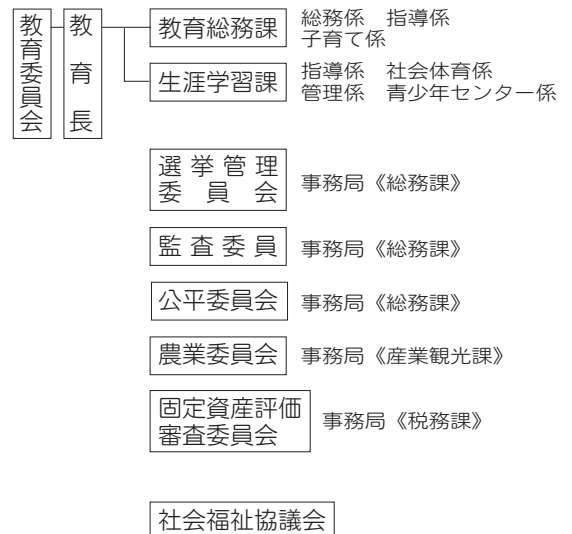 教育委員会
教育長
教育総務課
総務係　指導係
子育て係
生涯学習課
指導係　社会体育係
管理係　青少年センター係
選挙管理
委員会
事務局《総務課》
監査委員
事務局《総務課》
公平委員会
事務局《総務課》
農業委員会
事務局《産業観光課》
固定資産評価
審査委員会
事務局《税務課》
社会福祉協議会